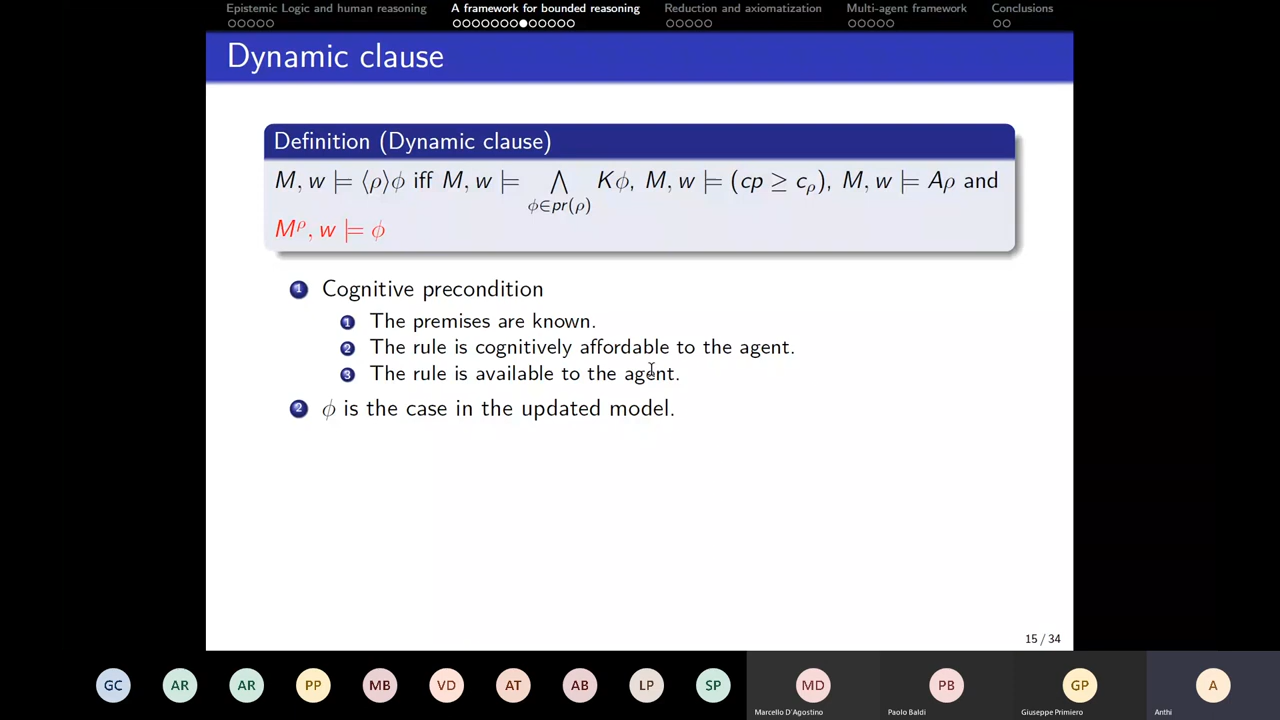 Epistemic Logic and human reasoning A framework for bounded reasoning Reduction and axiomatization Multi-agent framework Conclusions
Dynamic clause
Definition (Dynamic clause)
M, w ⊨ ⟨ρ⟩ϕ iff M, w ⊨ ⋀ Kϕ, M, w ⊨ (cp ≥ cρ), M, w ⊨ Aρ and
ϕ∈pr(ρ)
Mᵖ, w ⊨ ϕ
1 Cognitive precondition
1 The premises are known.
2 The rule is cognitively affordable to the agent.
3 The rule is available to the agent.
2 ϕ is the case in the updated model.
15 / 34
GC AR AR PP MB VD AT AB LP SP MD PB GP A
Marcello D'Agostino Paolo Baldi Giuseppe Primiero Anthi